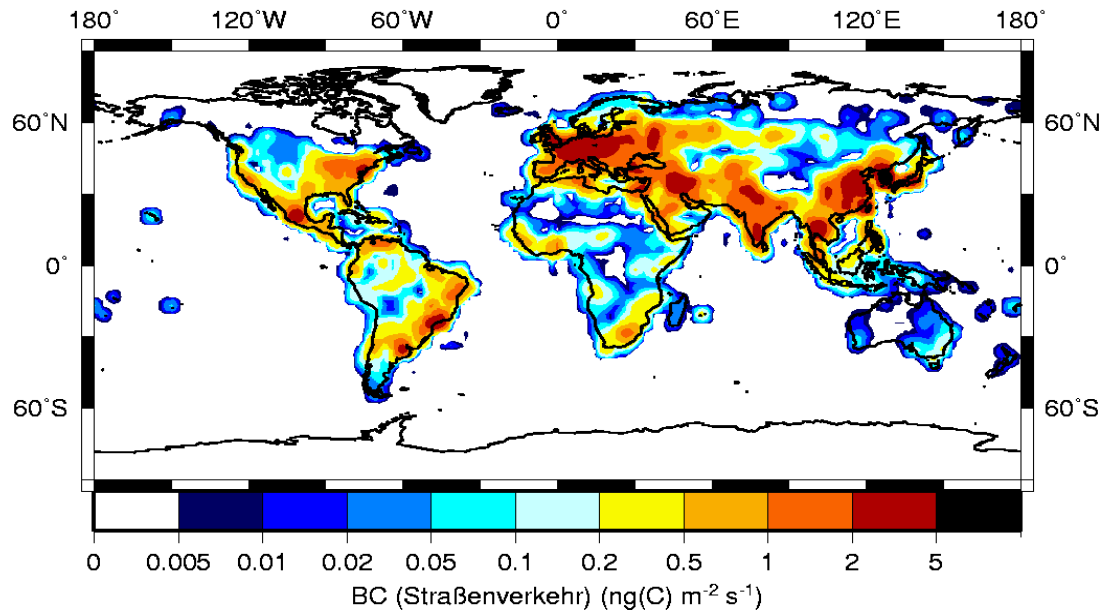 180˚ 120˚W 60˚W 0˚ 60˚E 120˚E 180˚
60˚N 60˚N
0˚ 0˚
60˚S 60˚S
0 0.005 0.01 0.02 0.05 0.1 0.2 0.5 1 2 5
BC (Straßenverkehr) (ng(C) m⁻² s⁻¹)